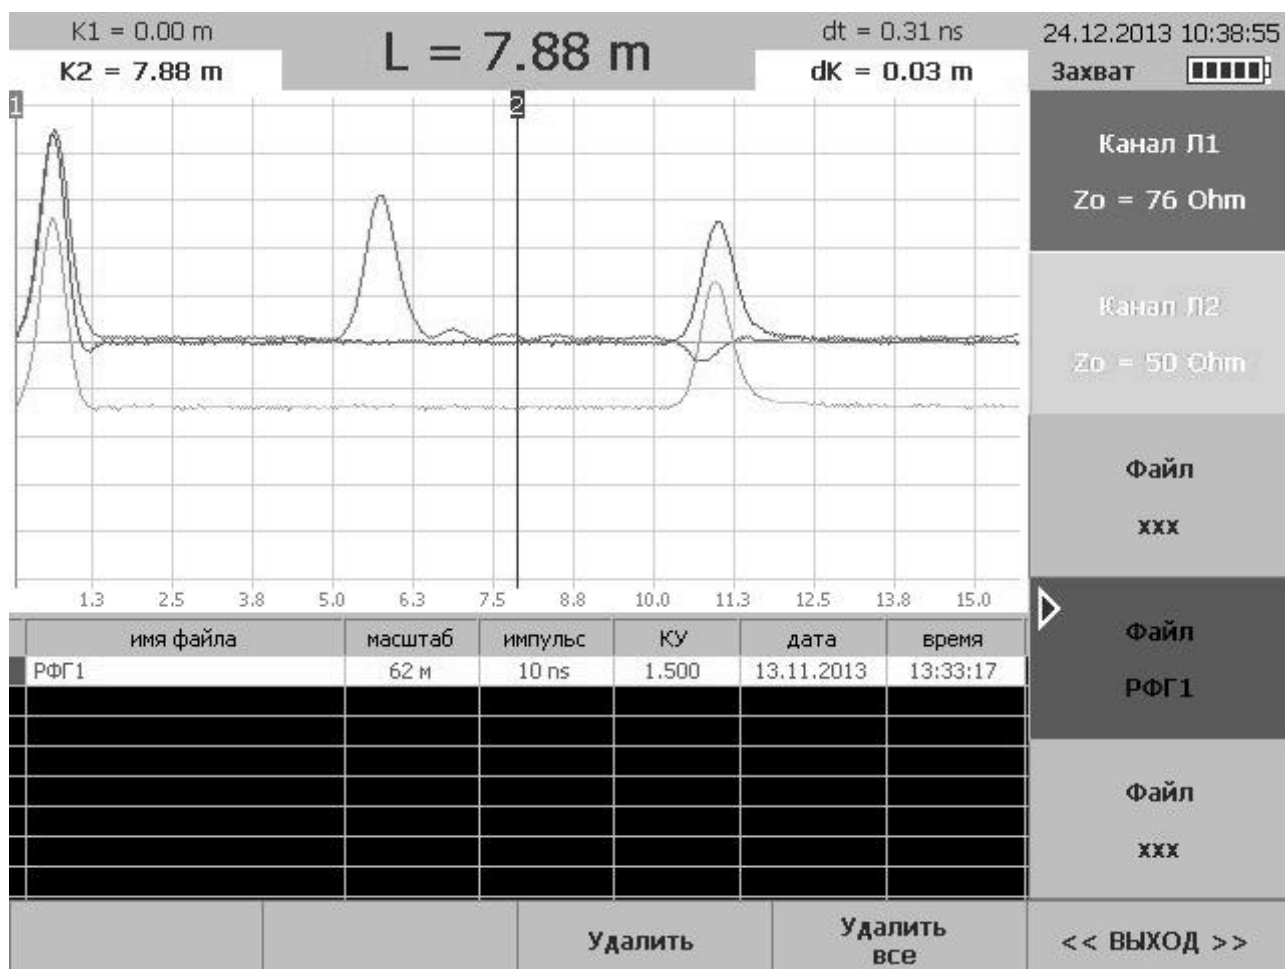 K1 = 0.00 m
K2 = 7.88 m
L = 7.88 m
dt = 0.31 ns
dK = 0.03 m
24.12.2013 10:38:55
Захват
1
2
Канал Л1
Zo = 76 Ohm
Канал Л2
Zo = 50 Ohm
Файл
xxx
Файл
РФГ1
Файл
xxx
1.3 2.5 3.8 5.0 6.3 7.5 8.8 10.0 11.3 12.5 13.8 15.0
имя файла масштаб импульс КУ дата время
РФГ1 62 м 10 ns 1.500 13.11.2013 13:33:17
Удалить
Удалить
все
<< ВЫХОД >>